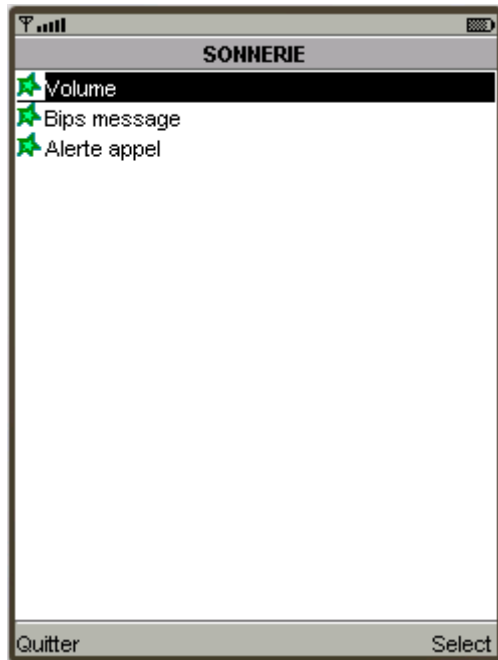 SONNERIE
Volume
Bips message
Alerte appel
Quitter Select